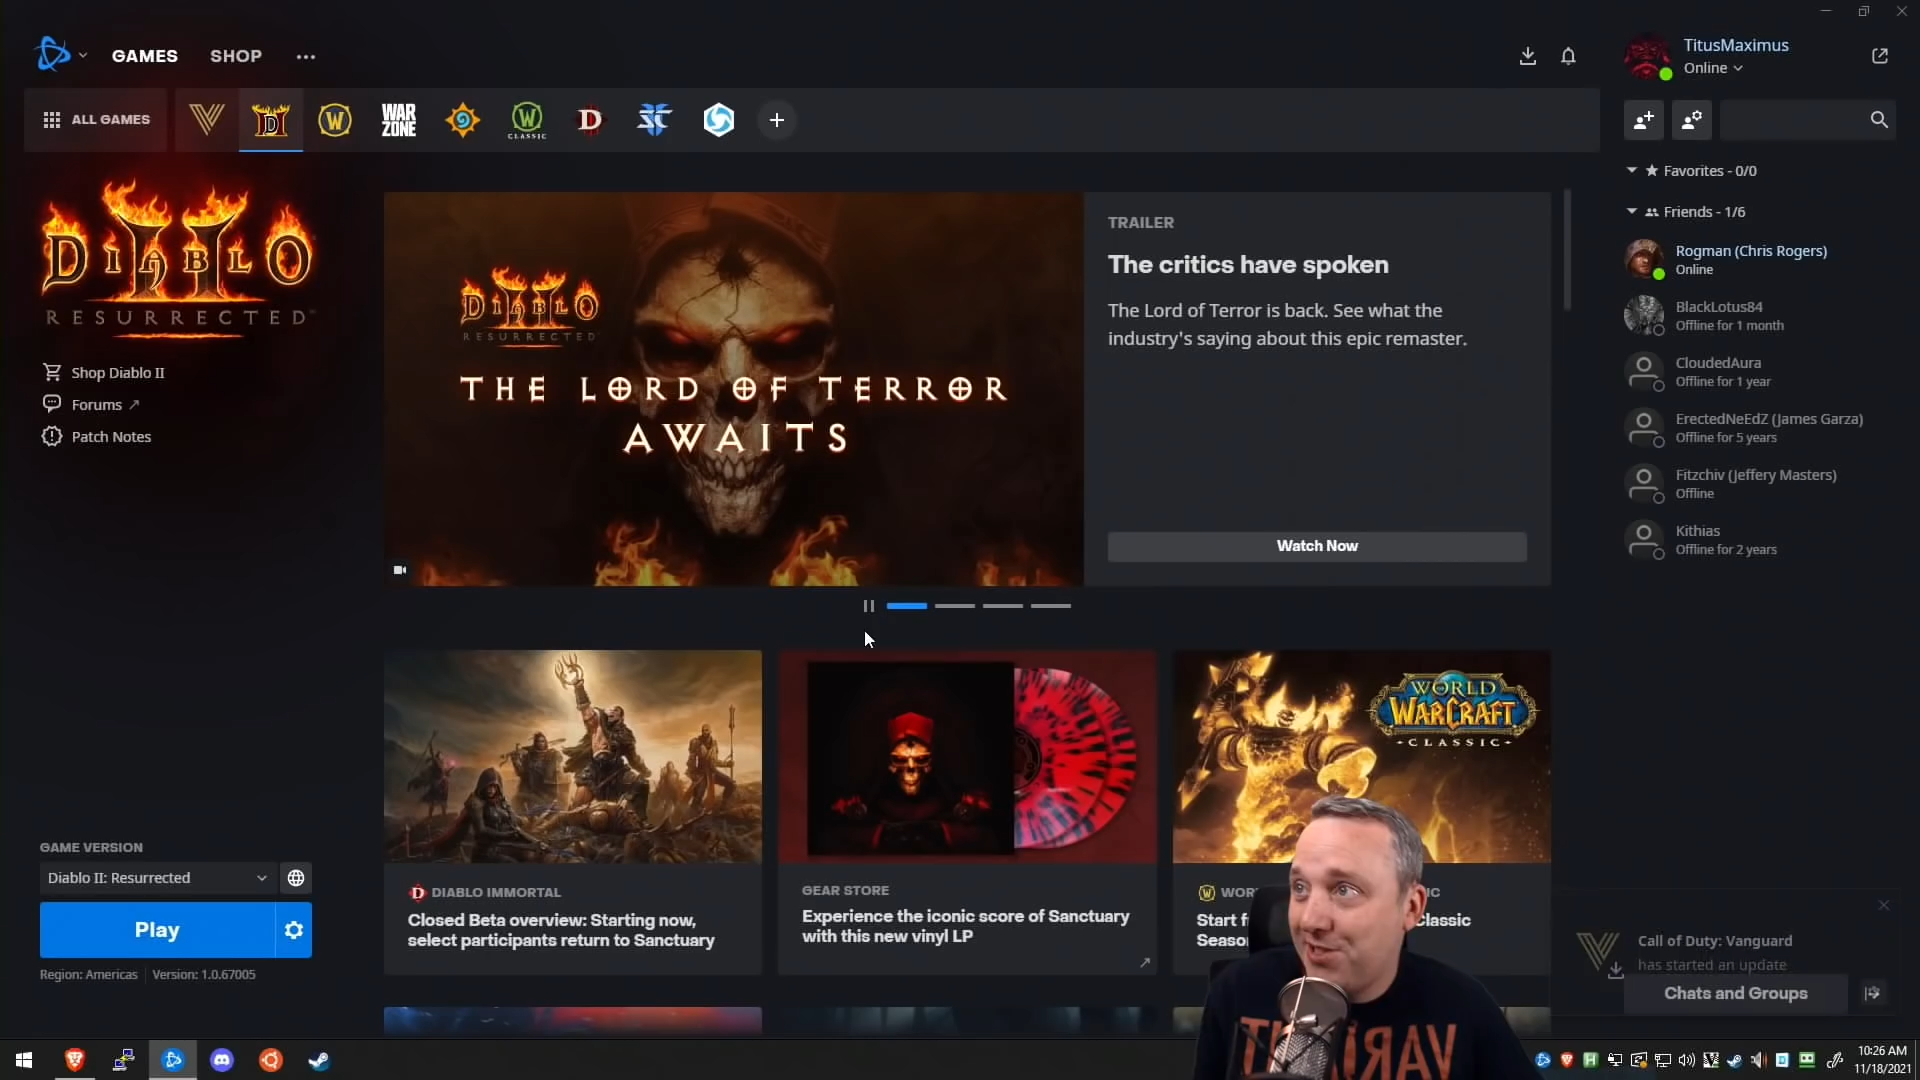 GAMES
SHOP
TitusMaximus
Online
ALL GAMES
WAR
ZONE
CLASSIC
Favorites - 0/0
Friends - 1/6
Rogman (Chris Rogers)
Online
BlackLotus84
Offline for 1 month
CloudedAura
Offline for 1 year
ErectedNeEdZ (James Garza)
Offline for 5 years
Fitzchiv (Jeffery Masters)
Offline
Kithias
Offline for 2 years
DIABLO II
RESURRECTED
Shop Diablo II
Forums
Patch Notes
DIABLO II
RESURRECTED
THE LORD OF TERROR
AWAITS
TRAILER
The critics have spoken
The Lord of Terror is back. See what the
industry's saying about this epic remaster.
Watch Now
WORLD
OF
WARCRAFT
CLASSIC
DIABLO IMMORTAL
Closed Beta overview: Starting now,
select participants return to Sanctuary
GEAR STORE
Experience the iconic score of Sanctuary
with this new vinyl LP
Start
Classic
GAME VERSION
Diablo II: Resurrected
Play
Region: Americas
Version: 1.0.67005
Call of Duty: Vanguard
has started an update
Chats and Groups
10:26 AM
11/18/2021